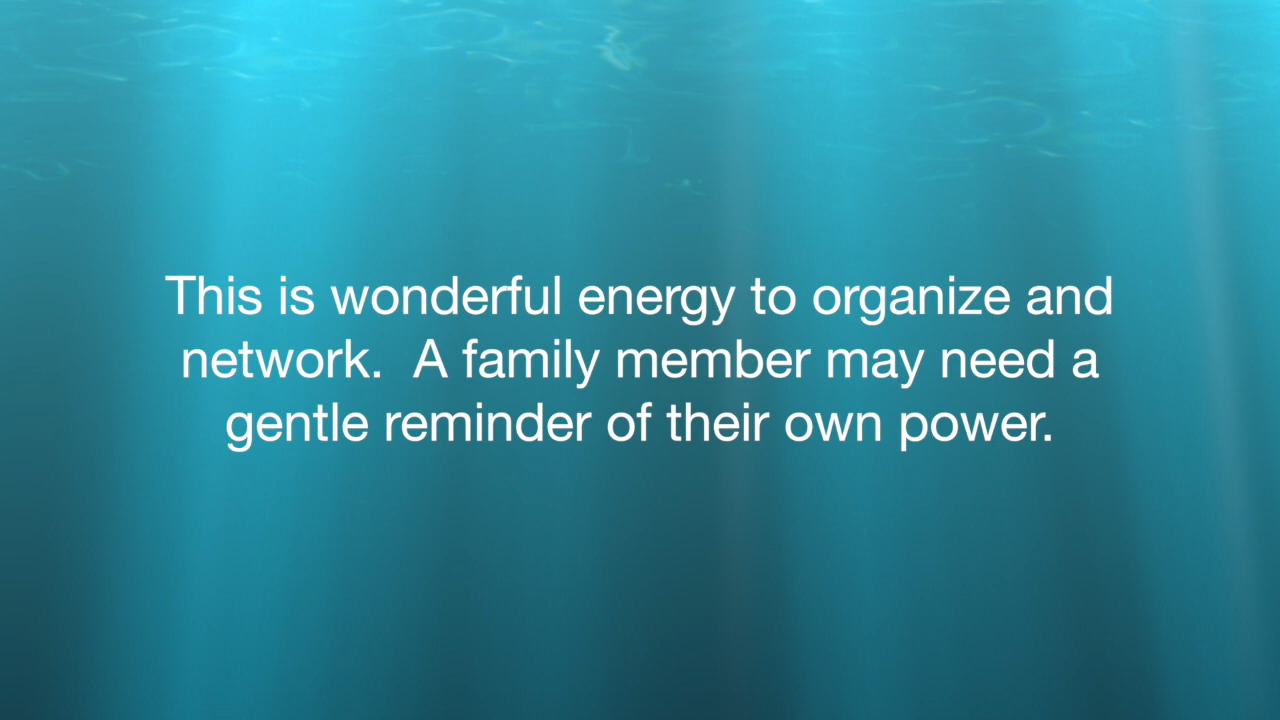 This is wonderful energy to organize and
network.  A family member may need a
gentle reminder of their own power.